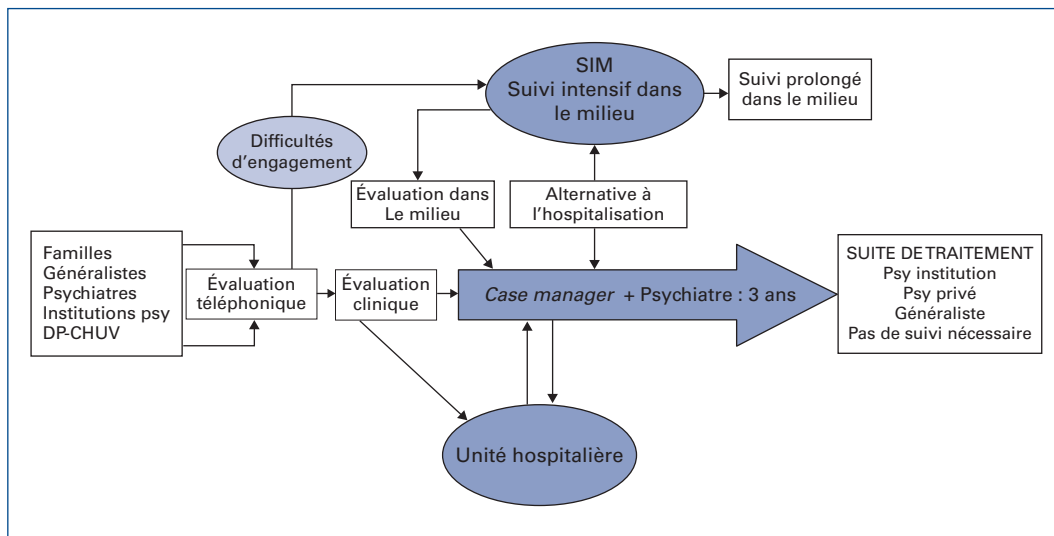 SIM
Suivi intensif dans
le milieu
Suivi prolongé
dans le milieu
Difficultés
d'engagement
Évaluation dans
Le milieu
Alternative à
l'hospitalisation
Familles
Généralistes
Psychiatres
Institutions psy
DP-CHUV
Évaluation
téléphonique
Évaluation
clinique
Case manager + Psychiatre : 3 ans
SUITE DE TRAITEMENT
Psy institution
Psy privé
Généraliste
Pas de suivi nécessaire
Unité hospitalière